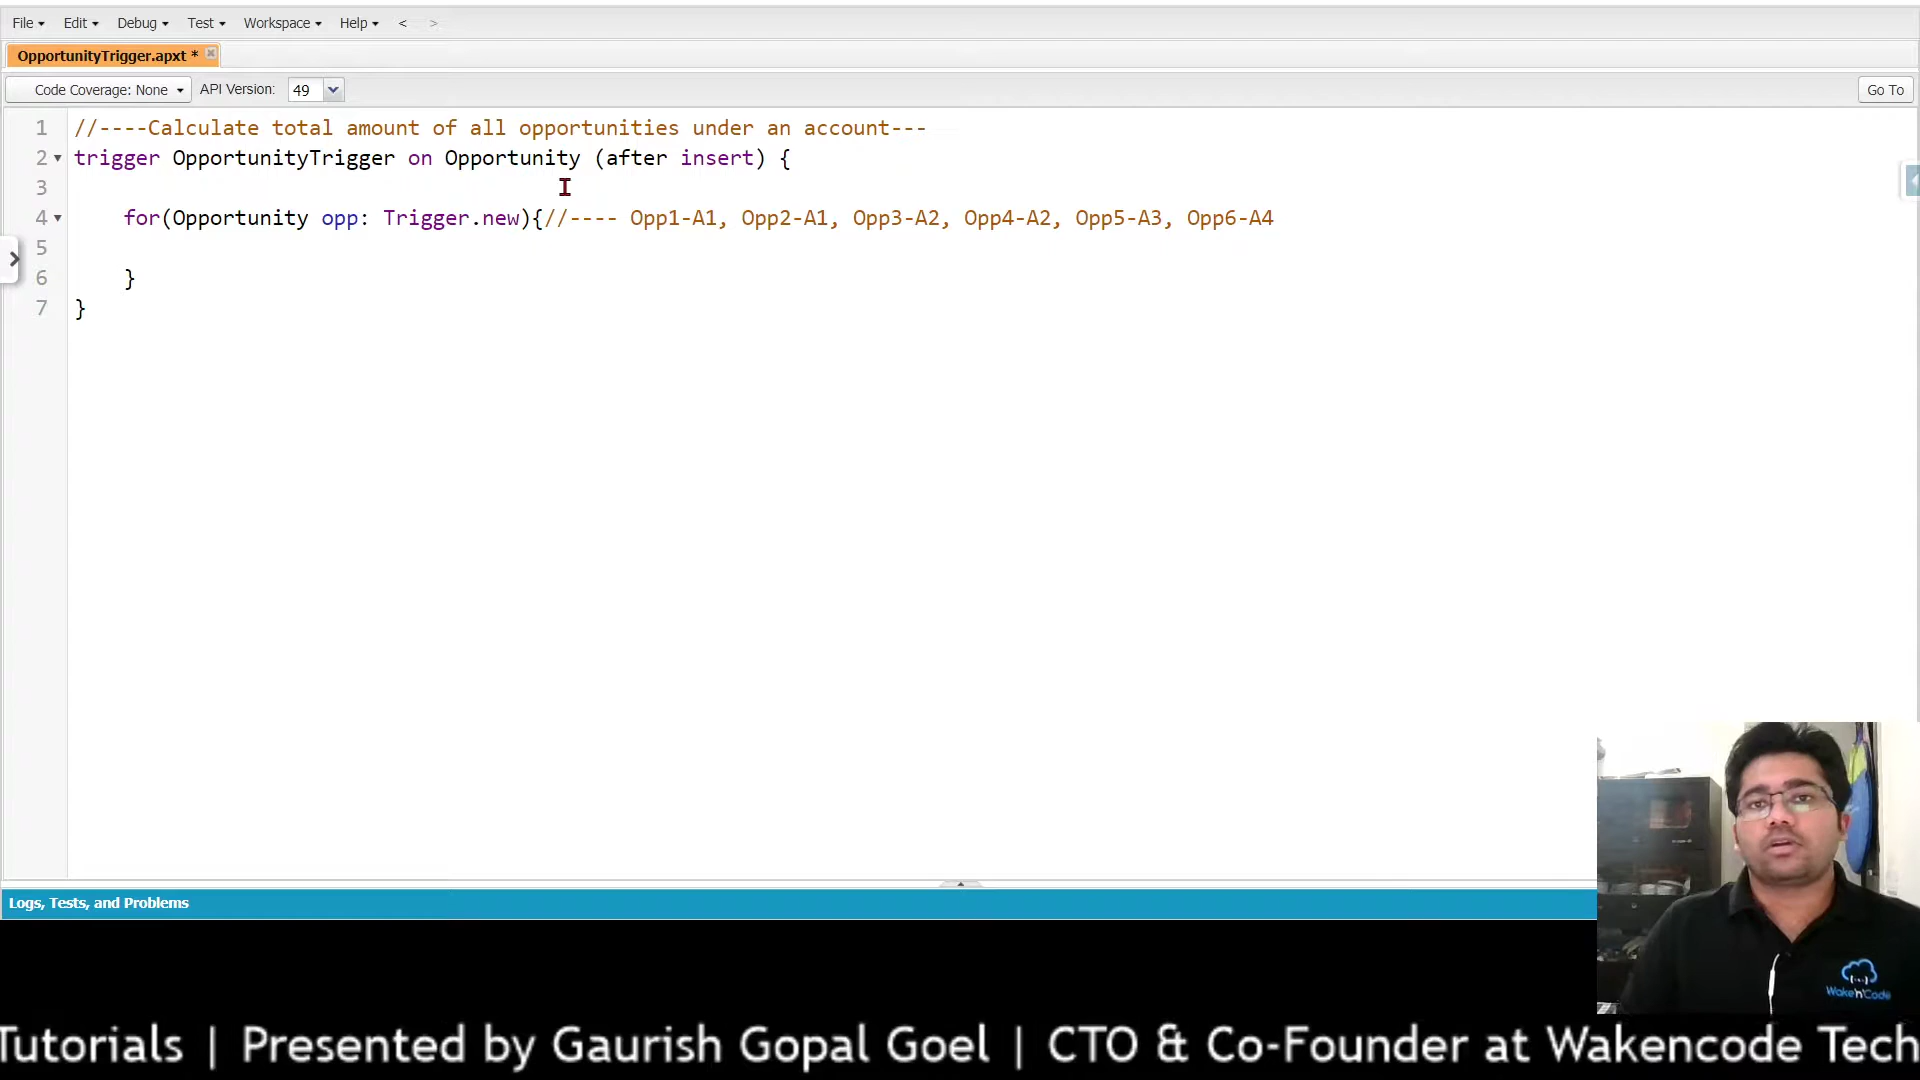 File Edit Debug Test Workspace Help < >
OpportunityTrigger.apxt *
Code Coverage: None API Version: 49 Go To
1 //----Calculate total amount of all opportunities under an account---
2 trigger OpportunityTrigger on Opportunity (after insert) {
3
4 for(Opportunity opp: Trigger.new){//---- Opp1-A1, Opp2-A1, Opp3-A2, Opp4-A2, Opp5-A3, Opp6-A4
5
6 }
7 }
Logs, Tests, and Problems
Wake'n'Code
Tutorials | Presented by Gaurish Gopal Goel | CTO & Co-Founder at Wakencode Tech